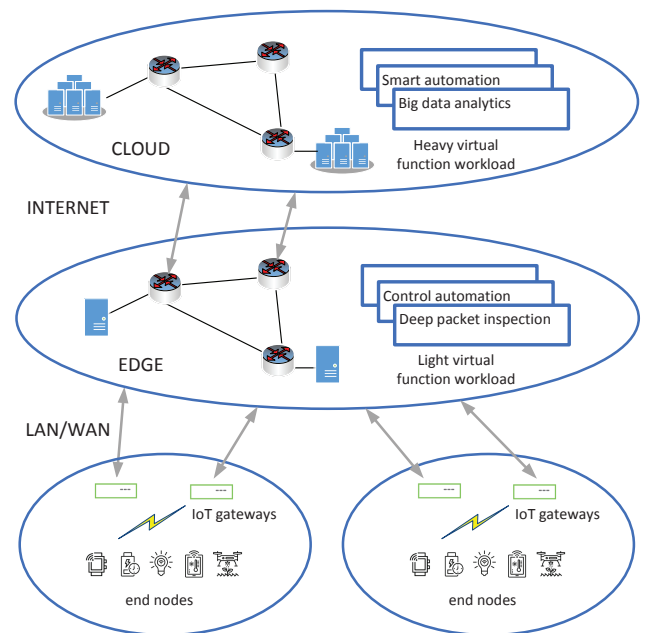 Smart automation
Big data analytics
CLOUD
Heavy virtual
function workload
INTERNET
Control automation
Deep packet inspection
EDGE
Light virtual
function workload
LAN/WAN
IoT gateways
end nodes
IoT gateways
end nodes